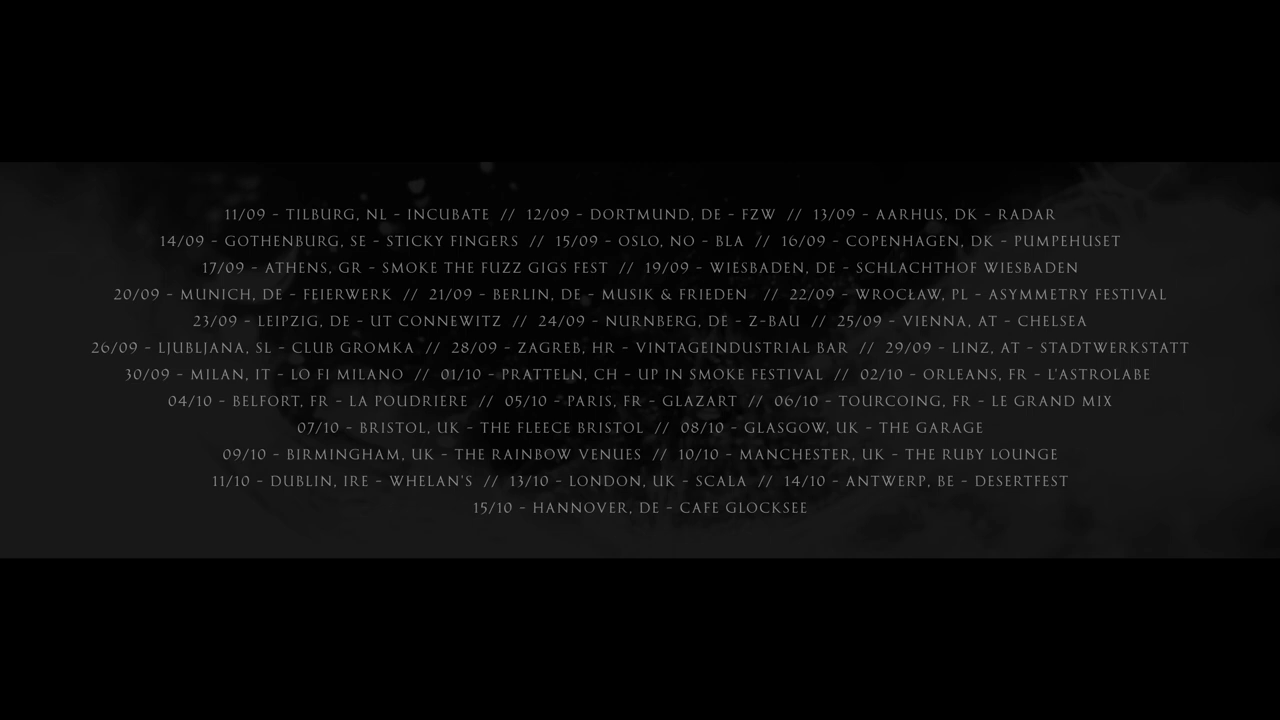 11/09 - TILBURG, NL - INCUBATE // 12/09 - DORTMUND, DE - FZW // 13/09 - AARHUS, DK - RADAR
14/09 - GOTHENBURG, SE - STICKY FINGERS // 15/09 - OSLO, NO - BLA // 16/09 - COPENHAGEN, DK - PUMPEHUSET
17/09 - ATHENS, GR - SMOKE THE FUZZ GIGS FEST // 19/09 - WIESBADEN, DE - SCHLACHTHOF WIESBADEN
20/09 - MUNICH, DE - FEIERWERK // 21/09 - BERLIN, DE - MUSIK & FRIEDEN // 22/09 - WROCŁAW, PL - ASYMMETRY FESTIVAL
23/09 - LEIPZIG, DE - UT CONNEWITZ // 24/09 - NURNBERG, DE - Z-BAU // 25/09 - VIENNA, AT - CHELSEA
26/09 - LJUBLJANA, SL - CLUB GROMKA // 28/09 - ZAGREB, HR - VINTAGEINDUSTRIAL BAR // 29/09 - LINZ, AT - STADTWERKSTATT
30/09 - MILAN, IT - LO FI MILANO // 01/10 - PRATTELN, CH - UP IN SMOKE FESTIVAL // 02/10 - ORLEANS, FR - L'ASTROLABE
04/10 - BELFORT, FR - LA POUDRIERE // 05/10 - PARIS, FR - GLAZART // 06/10 - TOURCOING, FR - LE GRAND MIX
07/10 - BRISTOL, UK - THE FLEECE BRISTOL // 08/10 - GLASGOW, UK - THE GARAGE
09/10 - BIRMINGHAM, UK - THE RAINBOW VENUES // 10/10 - MANCHESTER, UK - THE RUBY LOUNGE
11/10 - DUBLIN, IRE - WHELAN'S // 13/10 - LONDON, UK - SCALA // 14/10 - ANTWERP, BE - DESERTFEST
15/10 - HANNOVER, DE - CAFE GLOCKSEE